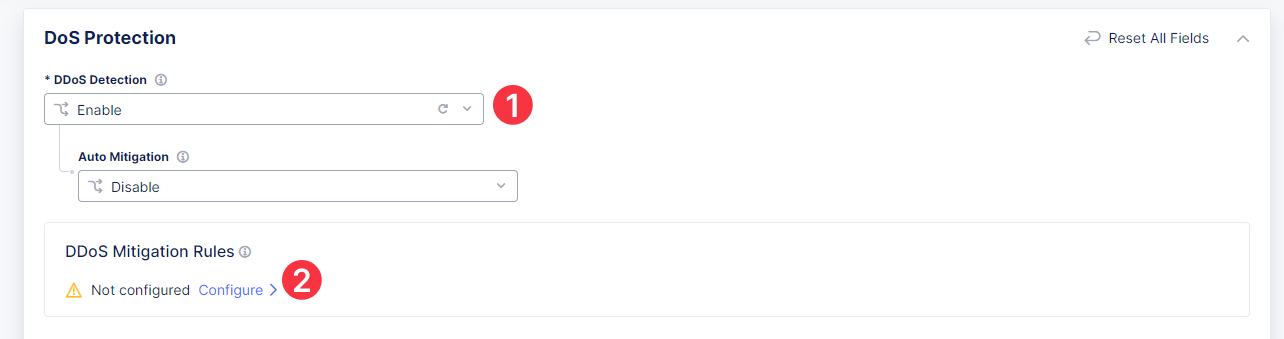 DoS Protection
Reset All Fields
* DDoS Detection
Enable
1
Auto Mitigation
Disable
DDoS Mitigation Rules
Not configured Configure
2